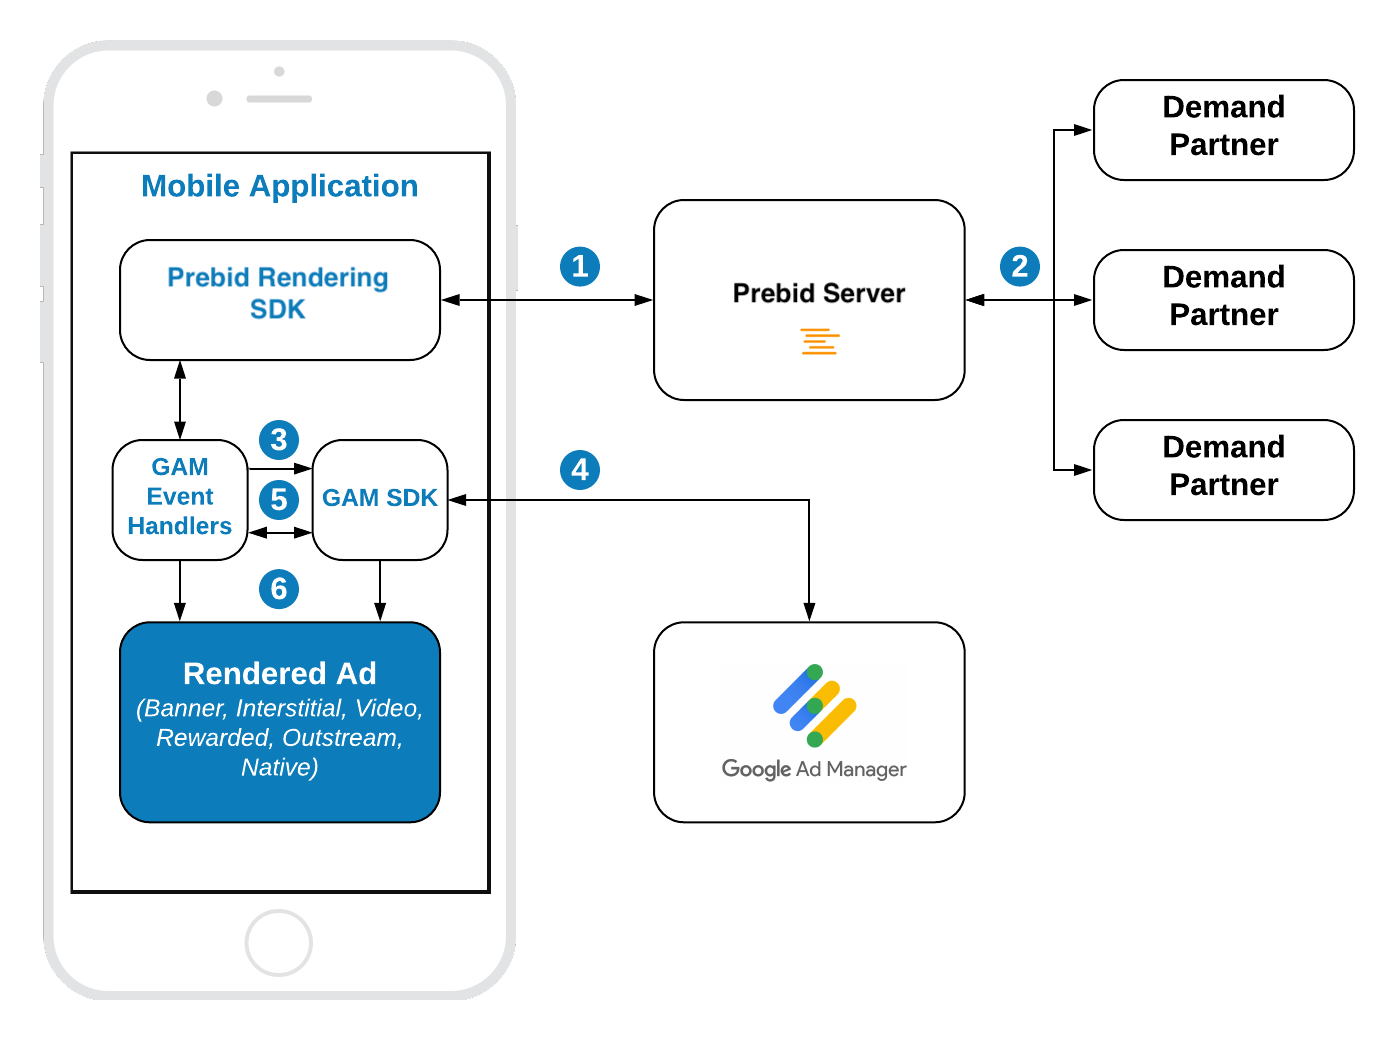 Mobile Application
Prebid Rendering
SDK
1
Prebid Server
2
Demand
Partner
Demand
Partner
Demand
Partner
GAM
Event
Handlers
3
5
GAM SDK
4
6
Rendered Ad
(Banner, Interstitial, Video,
Rewarded, Outstream,
Native)
Google Ad Manager